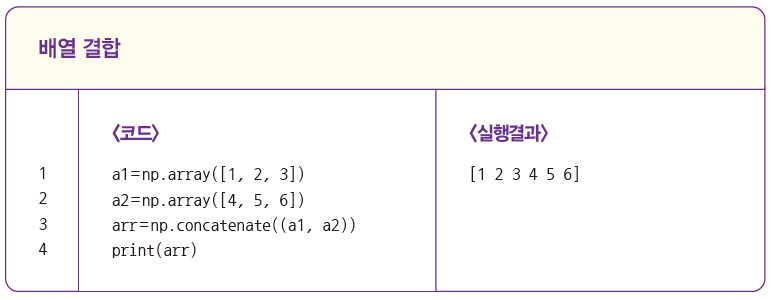 배열 결합
<코드>
<실행결과>
1 a1=np.array([1, 2, 3])
[1 2 3 4 5 6]
2 a2=np.array([4, 5, 6])
3 arr=np.concatenate((a1, a2))
4 print(arr)